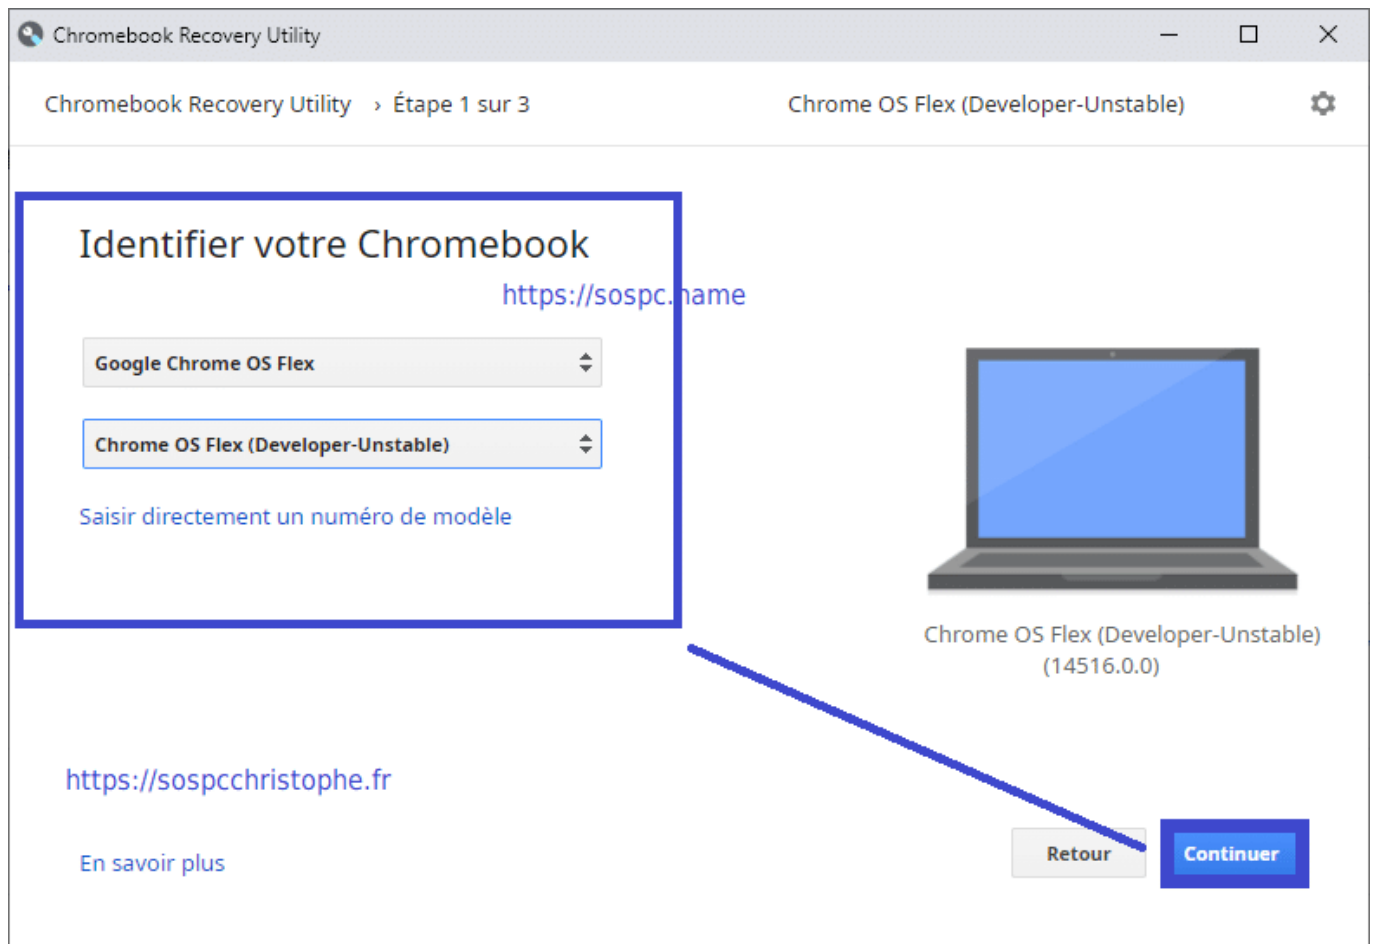 Chromebook Recovery Utility
Chromebook Recovery Utility › Étape 1 sur 3
Chrome OS Flex (Developer-Unstable)
Identifier votre Chromebook
https://sospc.name
Google Chrome OS Flex
Chrome OS Flex (Developer-Unstable)
Saisir directement un numéro de modèle
Chrome OS Flex (Developer-Unstable)
(14516.0.0)
https://sospcchristophe.fr
En savoir plus
Retour
Continuer